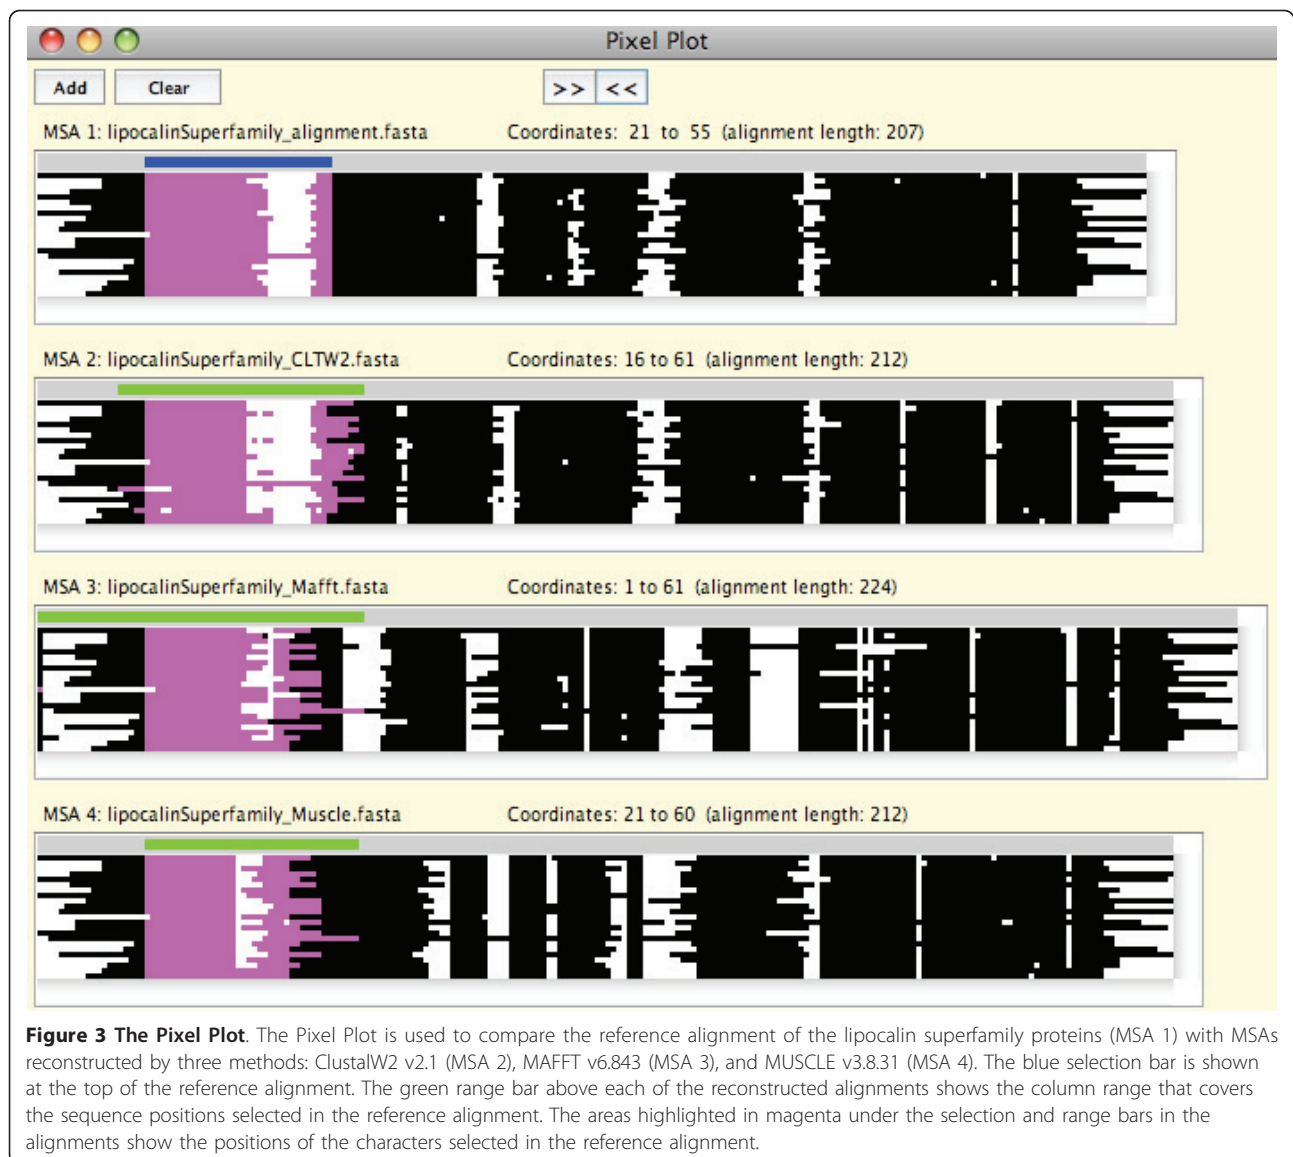 Pixel Plot
Add Clear >> <<
MSA 1: lipocalinSuperfamily_alignment.fasta Coordinates: 21 to 55 (alignment length: 207)
MSA 2: lipocalinSuperfamily_CLTW2.fasta Coordinates: 16 to 61 (alignment length: 212)
MSA 3: lipocalinSuperfamily_Mafft.fasta Coordinates: 1 to 61 (alignment length: 224)
MSA 4: lipocalinSuperfamily_Muscle.fasta Coordinates: 21 to 60 (alignment length: 212)
Figure 3 The Pixel Plot. The Pixel Plot is used to compare the reference alignment of the lipocalin superfamily proteins (MSA 1) with MSAs
reconstructed by three methods: ClustalW2 v2.1 (MSA 2), MAFFT v6.843 (MSA 3), and MUSCLE v3.8.31 (MSA 4). The blue selection bar is shown
at the top of the reference alignment. The green range bar above each of the reconstructed alignments shows the column range that covers
the sequence positions selected in the reference alignment. The areas highlighted in magenta under the selection and range bars in the
alignments show the positions of the characters selected in the reference alignment.